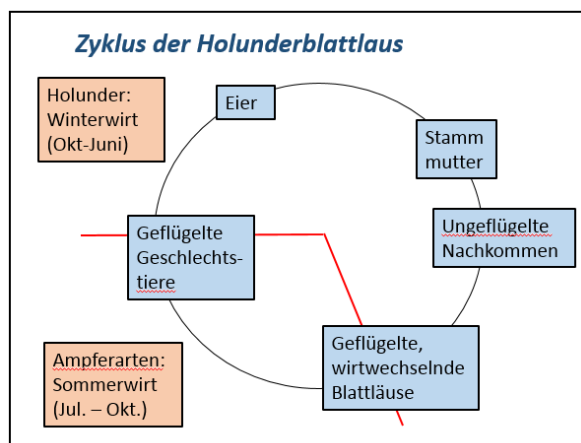 Zyklus der Holunderblattlaus
Holunder:
Winterwirt
(Okt-Juni)
Eier
Stamm
mutter
Ungeflügelte
Nachkommen
Geflügelte
Geschlechts-
tiere
Geflügelte,
wirtwechselnde
Blattläuse
Ampferarten:
Sommerwirt
(Jul. – Okt.)